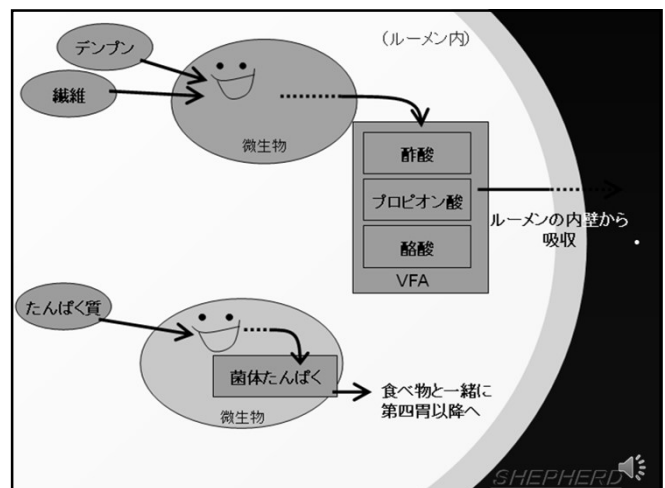 (ルーメン内)
デンプン
繊維
微生物
酢酸
プロピオン酸
酪酸
VFA
ルーメンの内壁から
吸収
たんぱく質
菌体たんぱく
微生物
食べ物と一緒に
第四胃以降へ
SHEPHERD